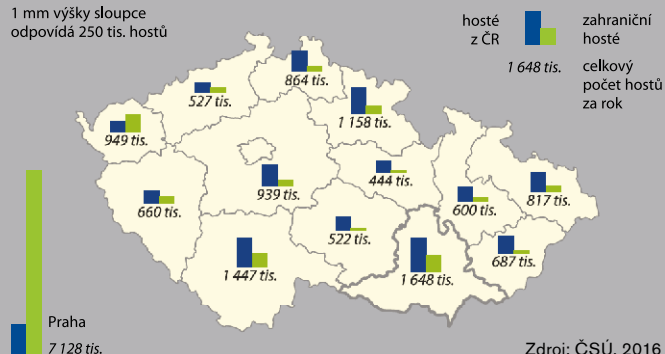 1 mm výšky sloupce
odpovídá 250 tis. hostů
hosté
z ČR
zahraniční
hosté
1 648 tis.
celkový
počet hostů
za rok
864 tis.
527 tis.
1 158 tis.
949 tis.
939 tis.
444 tis.
660 tis.
600 tis.
817 tis.
522 tis.
1 447 tis.
1 648 tis.
687 tis.
Praha
7 128 tis.
Zdroj: ČSÚ, 2016